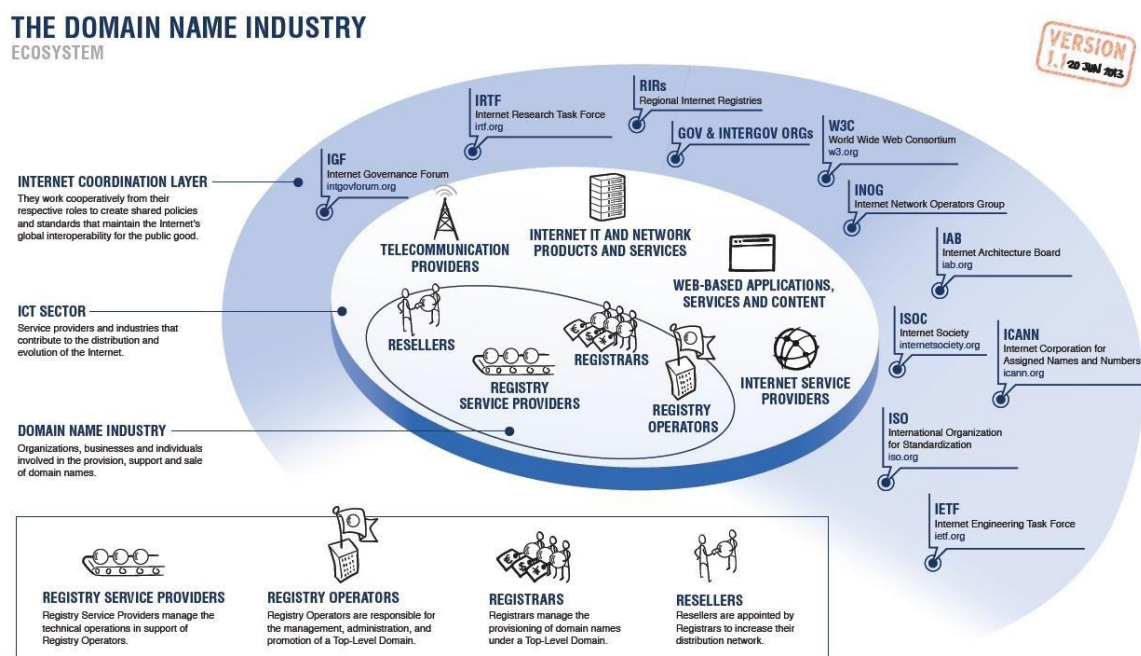 THE DOMAIN NAME INDUSTRY
ECOSYSTEM
VERSION
1.1 20 JUN 2013
IRTF
Internet Research Task Force
irtf.org
RIRs
Regional Internet Registries
GOV & INTERGOV ORGs
W3C
World Wide Web Consortium
w3.org
IGF
Internet Governance Forum
intgovforum.org
INOG
Internet Network Operators Group
IAB
Internet Architecture Board
iab.org
ISOC
Internet Society
internetsociety.org
ICANN
Internet Corporation for
Assigned Names and Numbers
icann.org
ISO
International Organization
for Standardization
iso.org
IETF
Internet Engineering Task Force
ietf.org
INTERNET COORDINATION LAYER
They work cooperatively from their
respective roles to create shared policies
and standards that maintain the Internet's
global interoperability for the public good.
ICT SECTOR
Service providers and industries that
contribute to the distribution and
evolution of the Internet.
DOMAIN NAME INDUSTRY
Organizations, businesses and individuals
involved in the provision, support and sale
of domain names.
TELECOMMUNICATION
PROVIDERS
INTERNET IT AND NETWORK
PRODUCTS AND SERVICES
WEB-BASED APPLICATIONS,
SERVICES AND CONTENT
INTERNET SERVICE
PROVIDERS
RESELLERS
REGISTRARS
REGISTRY
SERVICE PROVIDERS
REGISTRY
OPERATORS
REGISTRY SERVICE PROVIDERS
Registry Service Providers manage the
technical operations in support of
Registry Operators.
REGISTRY OPERATORS
Registry Operators are responsible for
the management, administration, and
promotion of a Top-Level Domain.
REGISTRARS
Registrars manage the
provisioning of domain names
under a Top-Level Domain.
RESELLERS
Resellers are appointed by
Registrars to increase their
distribution network.